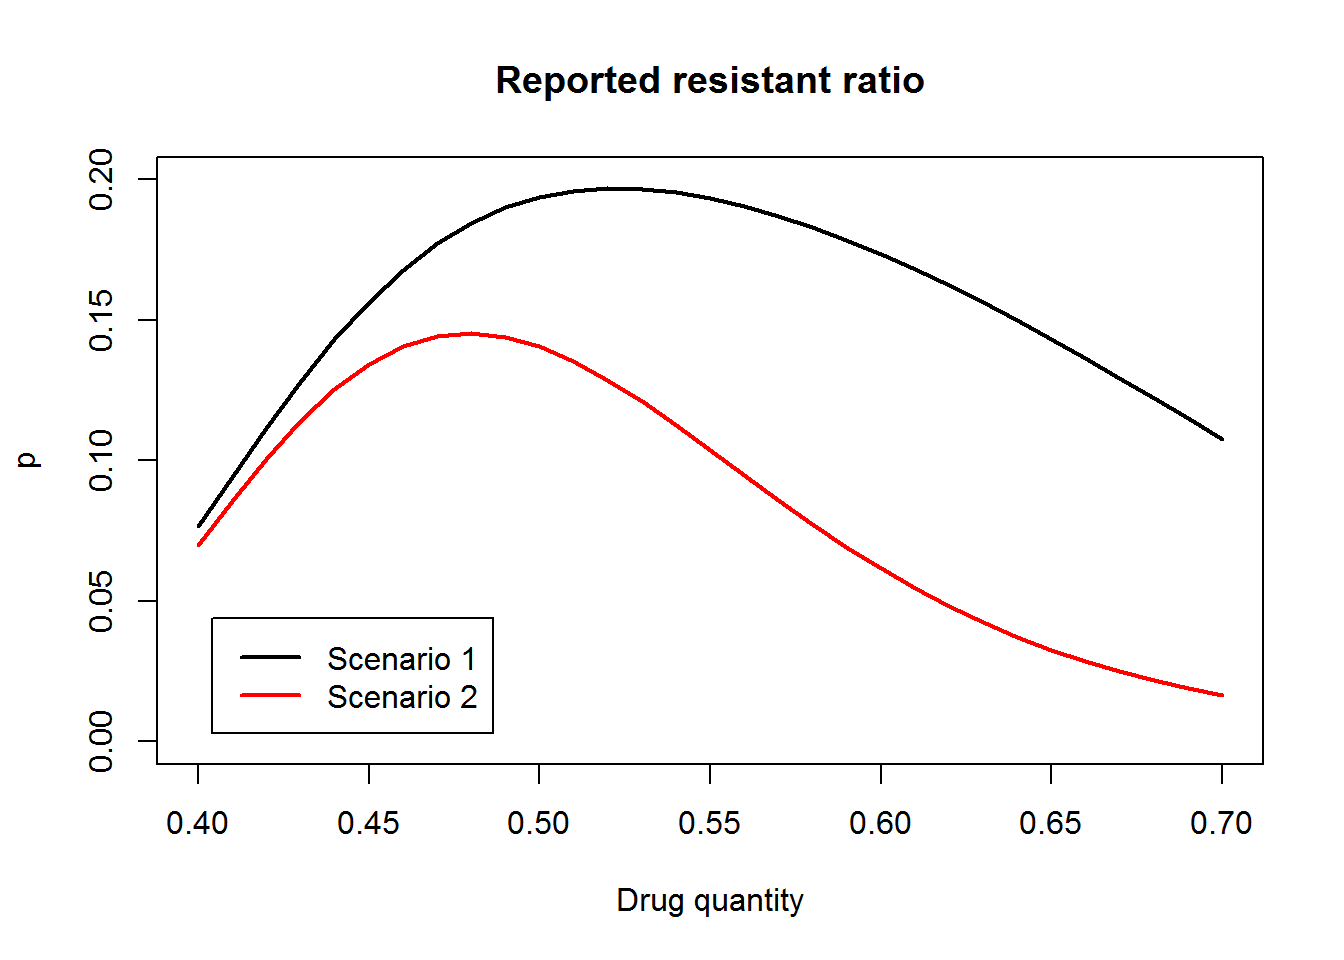 Reported resistant ratio
p
0.20
0.15
0.10
0.05
0.00
Scenario 1
Scenario 2
0.40 0.45 0.50 0.55 0.60 0.65 0.70
Drug quantity